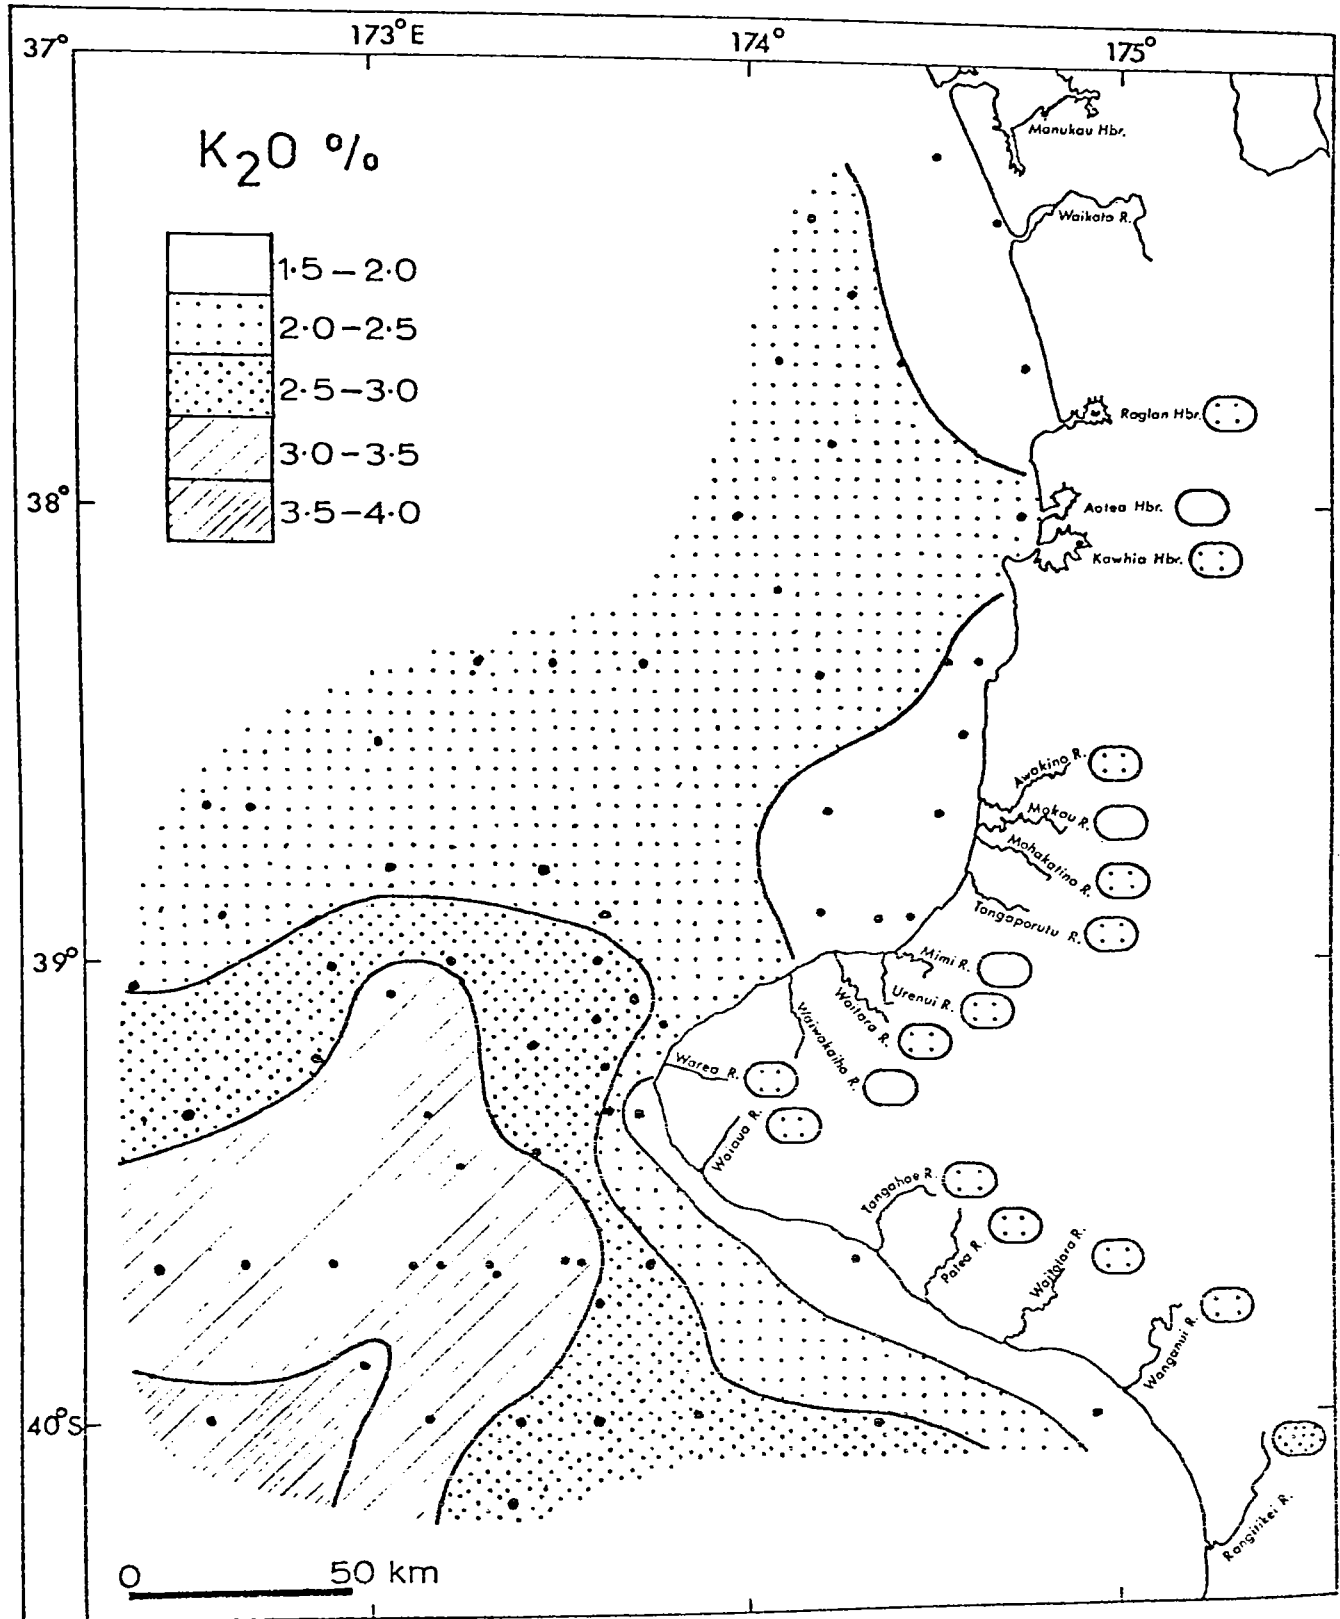 173°E 174° 175°
37°
K₂O %
1·5–2·0
2·0–2·5
2·5–3·0
3·0–3·5
3·5–4·0
Manukau Hbr.
Waikato R.
Raglan Hbr.
38°
Aotea Hbr.
Kawhia Hbr.
Awakino R.
Mokau R.
Mohakatino R.
Tongaporutu R.
39°
Mimi R.
Urenui R.
Waitara R.
Waiwakaiho R.
Warea R.
Waiaua R.
Tangahoe R.
Patea R.
Waitotara R.
Wanganui R.
40°S
Rangitikei R.
0 50 km